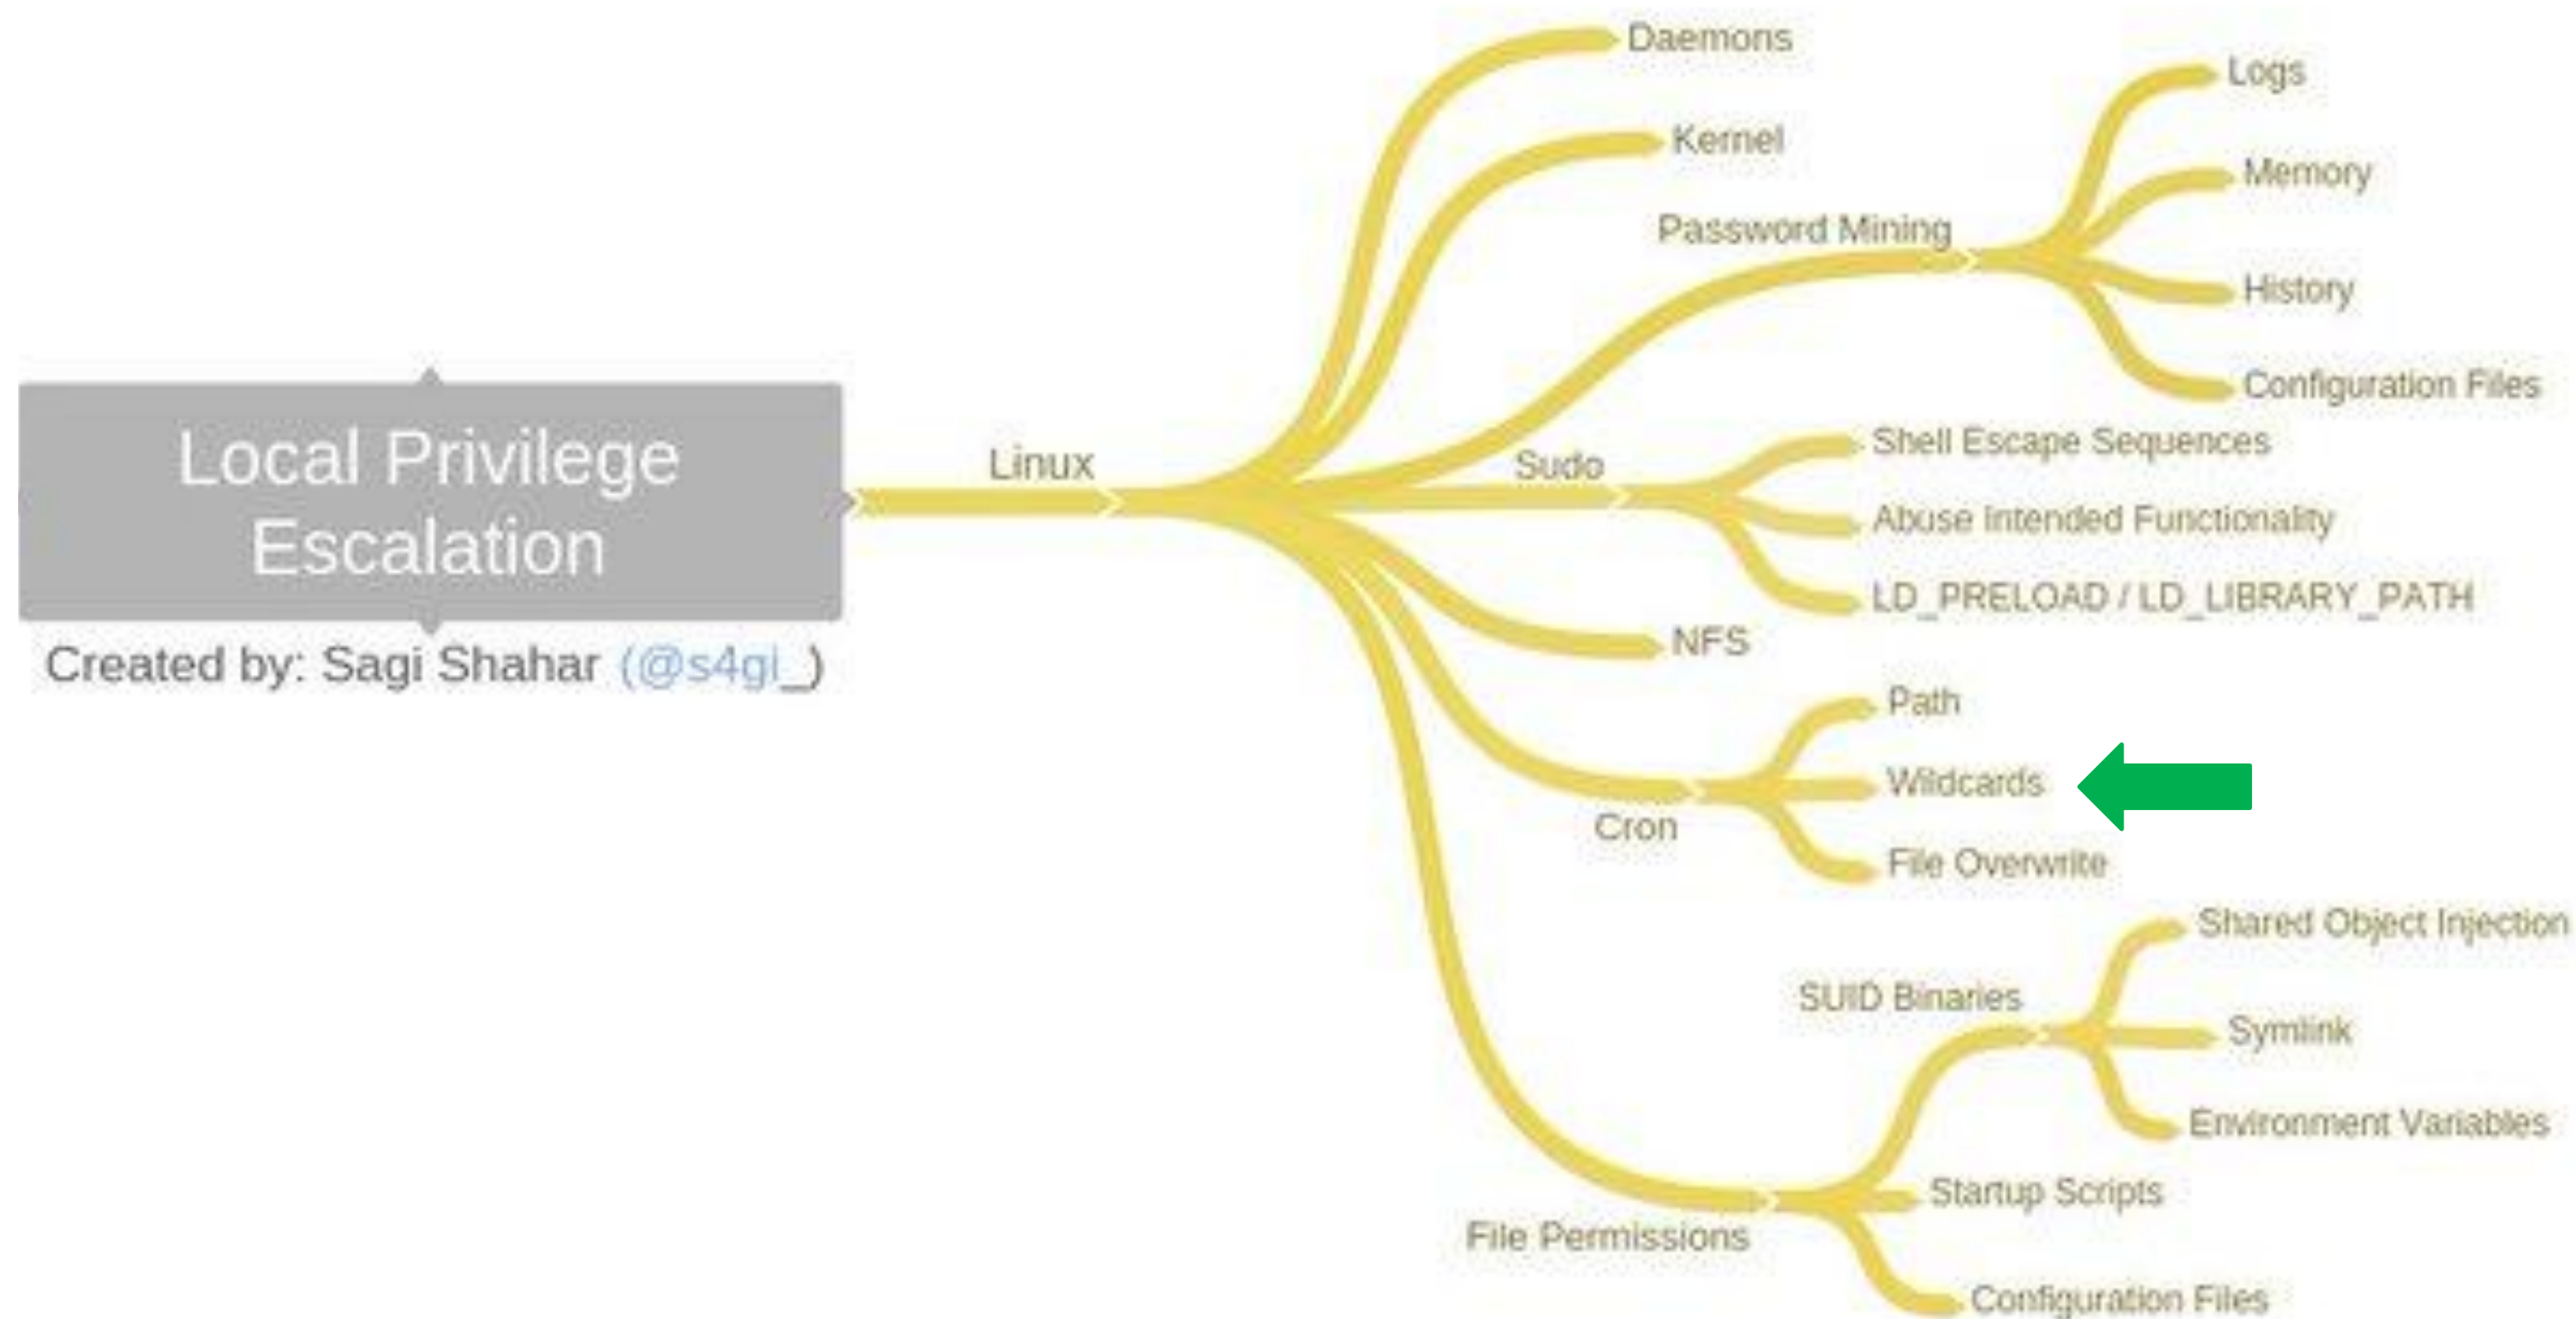 Local Privilege
Escalation
Created by: Sagi Shahar (@s4gi_)
Linux
Daemons
Kernel
Password Mining
Logs
Memory
History
Configuration Files
Sudo
Shell Escape Sequences
Abuse Intended Functionality
LD_PRELOAD / LD_LIBRARY_PATH
NFS
Cron
Path
Wildcards
File Overwrite
File Permissions
SUID Binaries
Shared Object Injection
Symlink
Environment Variables
Startup Scripts
Configuration Files